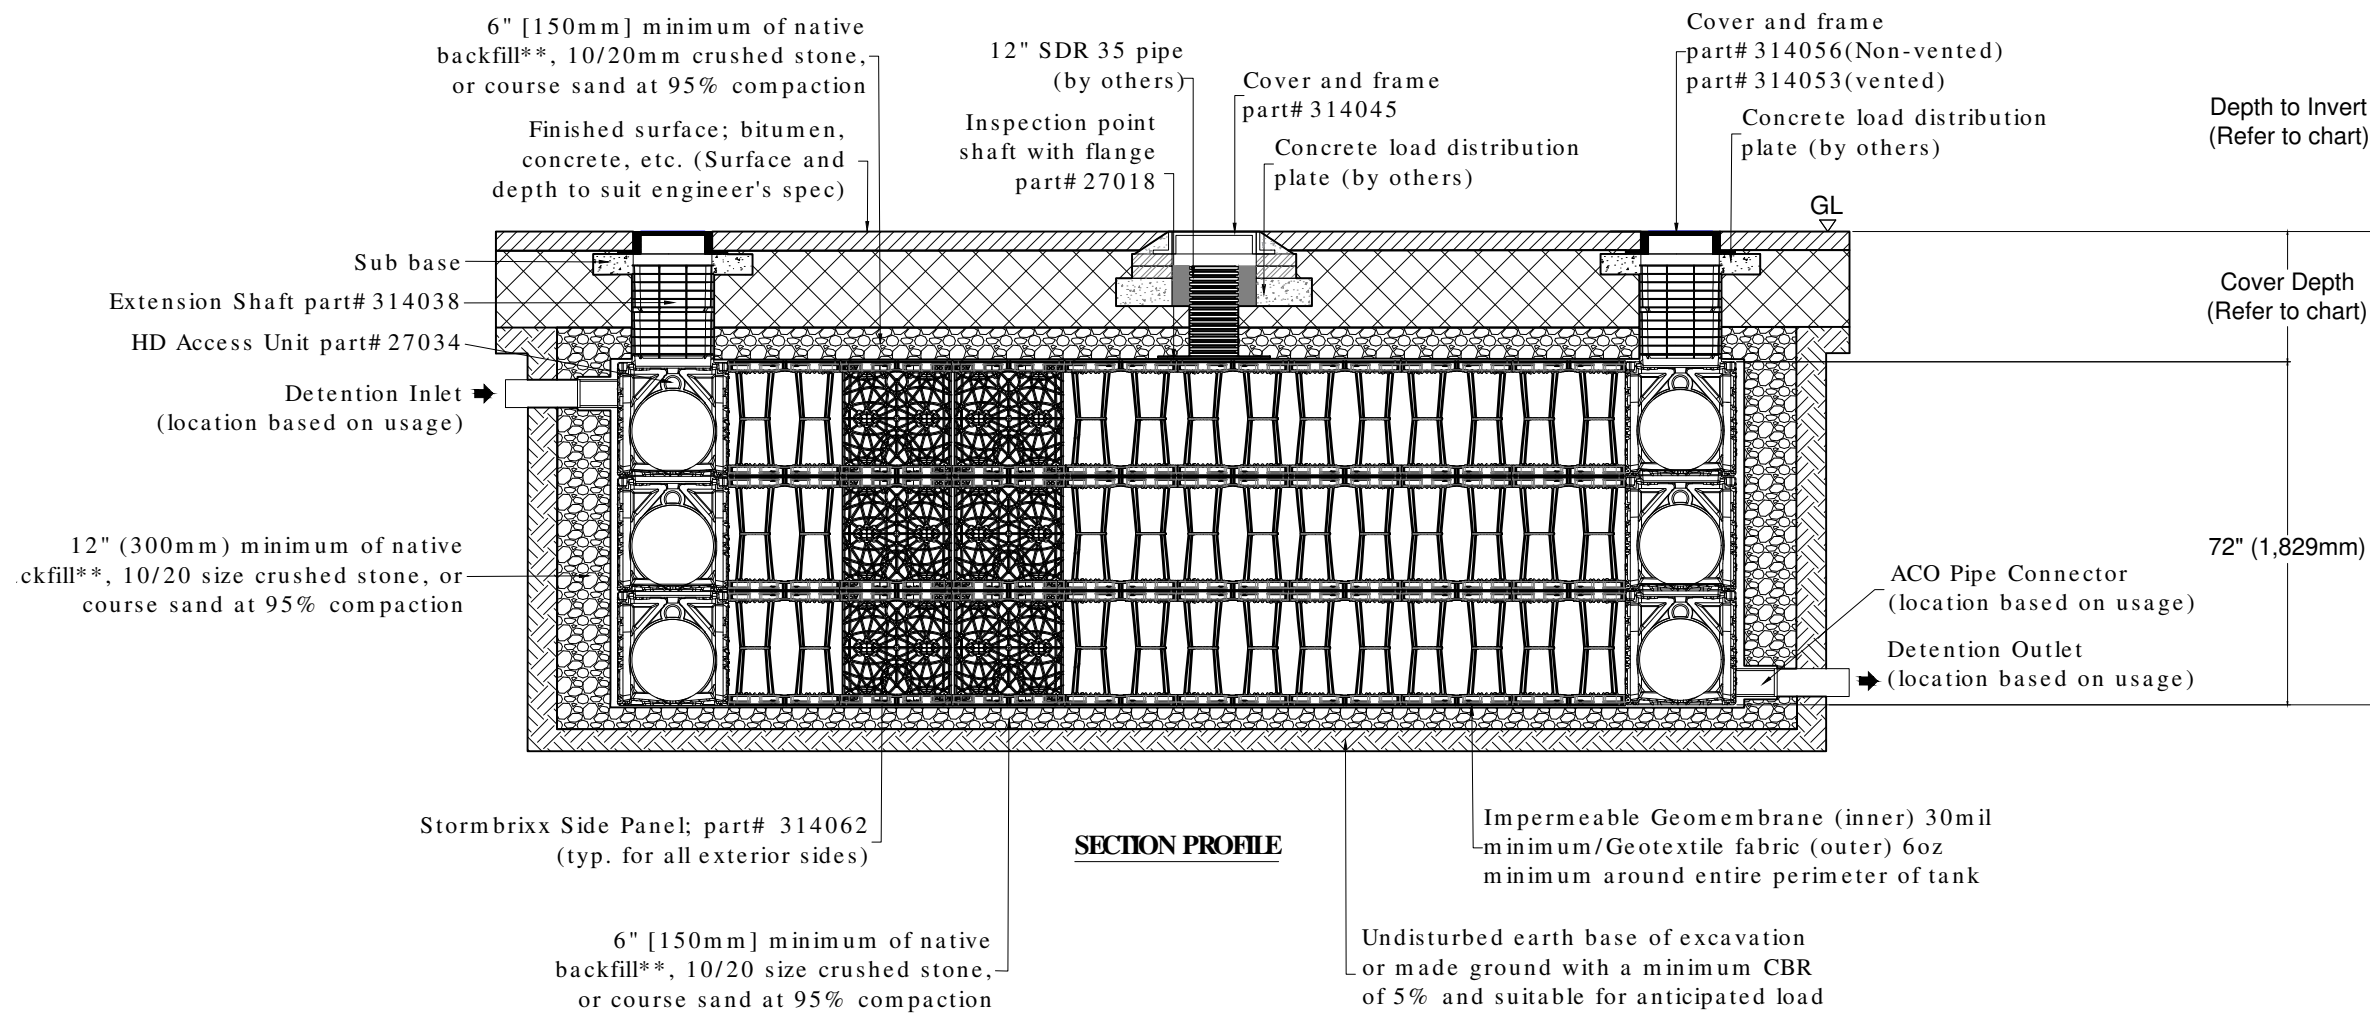 6" [150mm] minimum of native
backfill**, 10/20mm crushed stone,
or course sand at 95% compaction
Finished surface; bitumen,
concrete, etc. (Surface and
depth to suit engineer's spec)
12" SDR 35 pipe
(by others)
Inspection point
shaft with flange
part# 27018
Cover and frame
part# 314045
Concrete load distribution
plate (by others)
Cover and frame
part# 314056(Non-vented)
part# 314053(vented)
Concrete load distribution
plate (by others)
Depth to Invert
(Refer to chart)
GL
Cover Depth
(Refer to chart)
72" (1,829mm)
Sub base
Extension Shaft part# 314038
HD Access Unit part# 27034
Detention Inlet
(location based on usage)
12" (300mm) minimum of native
ckfill**, 10/20 size crushed stone, or
course sand at 95% compaction
ACO Pipe Connector
(location based on usage)
Detention Outlet
(location based on usage)
Stormbrixx Side Panel; part# 314062
(typ. for all exterior sides)
SECTION PROFILE
Impermeable Geomembrane (inner) 30mil
minimum/Geotextile fabric (outer) 6oz
minimum around entire perimeter of tank
6" [150mm] minimum of native
backfill**, 10/20 size crushed stone,
or course sand at 95% compaction
Undisturbed earth base of excavation
or made ground with a minimum CBR
of 5% and suitable for anticipated load